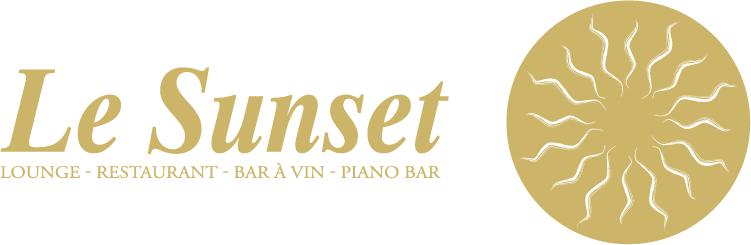 Le Sunset
LOUNGE - RESTAURANT - BAR À VIN - PIANO BAR